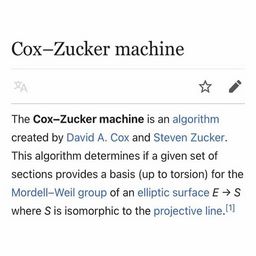 Cox–Zucker machine
The Cox–Zucker machine is an algorithm
created by David A. Cox and Steven Zucker.
This algorithm determines if a given set of
sections provides a basis (up to torsion) for the
Mordell–Weil group of an elliptic surface E → S
where S is isomorphic to the projective line.[1]